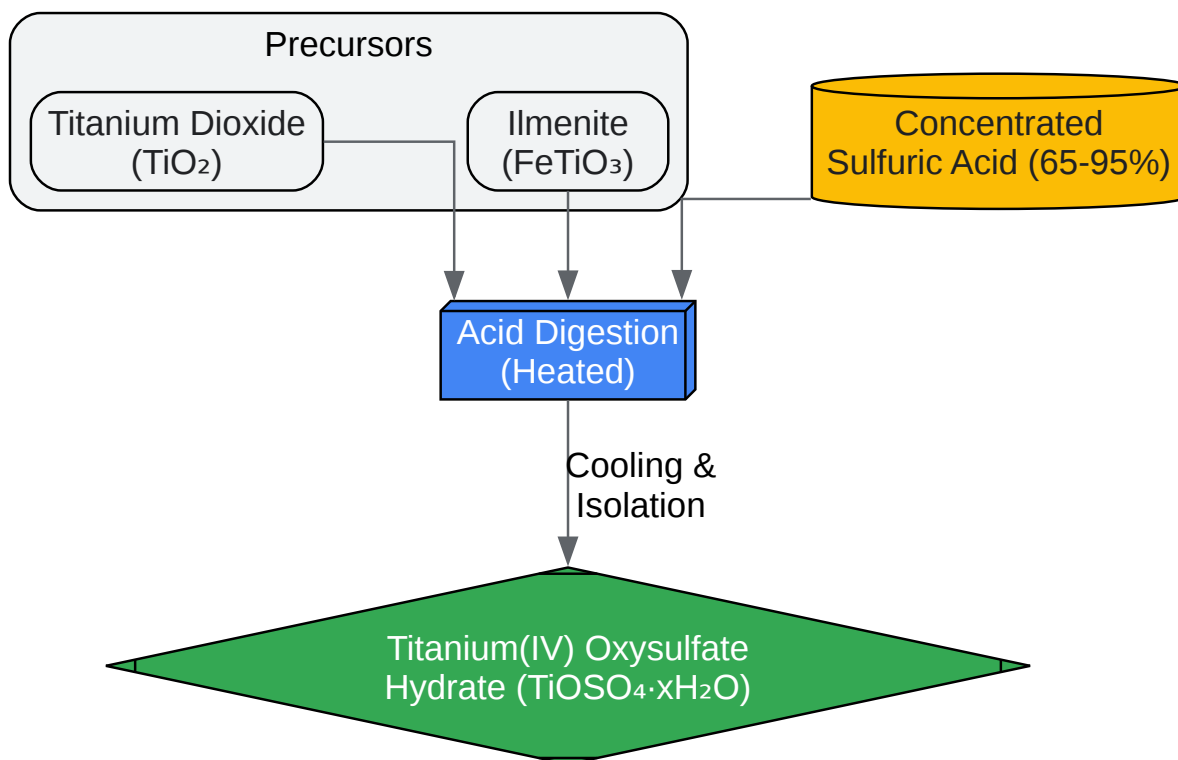 Precursors
Titanium Dioxide
(TiO₂)
Ilmenite
(FeTiO₃)
Concentrated
Sulfuric Acid (65-95%)
Acid Digestion
(Heated)
Cooling &
Isolation
Titanium(IV) Oxysulfate
Hydrate (TiOSO₄·xH₂O)